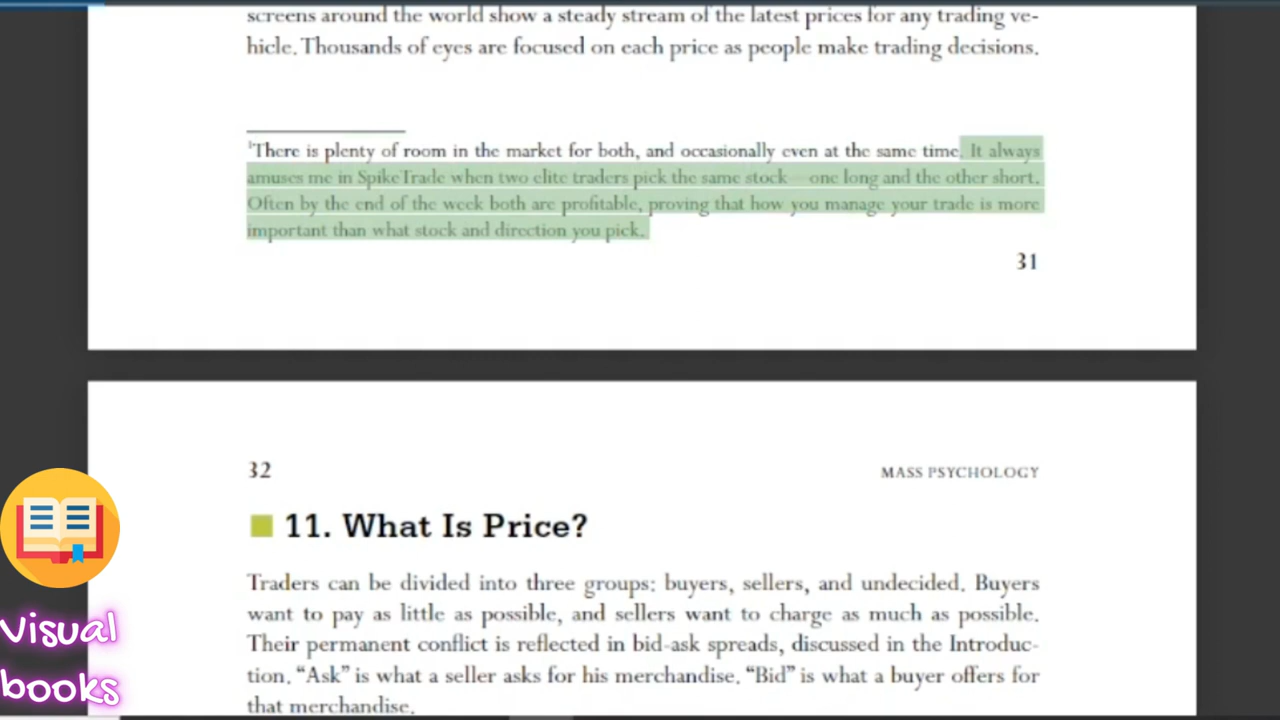 screens around the world show a steady stream of the latest prices for any trading ve-
hicle. Thousands of eyes are focused on each price as people make trading decisions.
¹There is plenty of room in the market for both, and occasionally even at the same time. It always
amuses me in SpikeTrade when two elite traders pick the same stock—one long and the other short.
Often by the end of the week both are profitable, proving that how you manage your trade is more
important than what stock and direction you pick.
31
32 MASS PSYCHOLOGY
11. What Is Price?
Traders can be divided into three groups: buyers, sellers, and undecided. Buyers
want to pay as little as possible, and sellers want to charge as much as possible.
Their permanent conflict is reflected in bid-ask spreads, discussed in the Introduc-
tion. “Ask” is what a seller asks for his merchandise. “Bid” is what a buyer offers for
that merchandise.
Visual
books